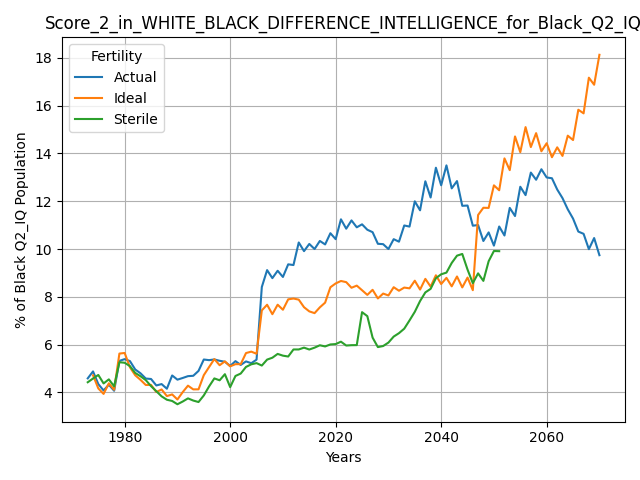 Score_2_in_WHITE_BLACK_DIFFERENCE_INTELLIGENCE_for_Black_Q2_IQ
Fertility
Actual
Ideal
Sterile
% of Black Q2_IQ Population
18
16
14
12
10
8
6
4
1980 2000 2020 2040 2060
Years